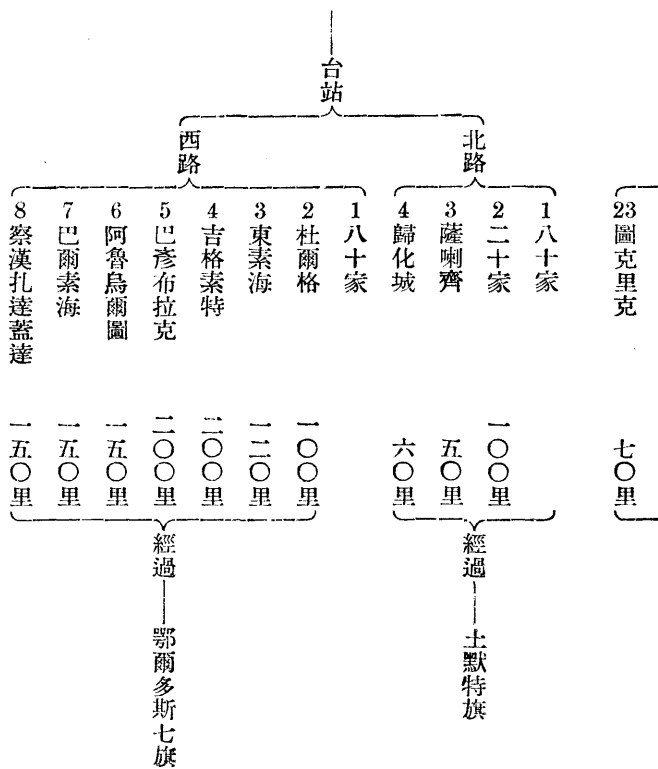 23 圖克里克 七〇里
台站
北路
1 八十家
2 二十家 一〇〇里
3 薩喇齊 五〇里
4 歸化城 六〇里
經過
土默特旗
西路
1 八十家
2 杜爾格 一〇〇里
3 東素海 一二〇里
4 吉格素特 二〇〇里
5 巴彥布拉克 二〇〇里
6 阿魯烏爾圖 一五〇里
7 巴爾素海 一五〇里
8 察漢扎達蓋達 一五〇里
經過
鄂爾多斯七旗